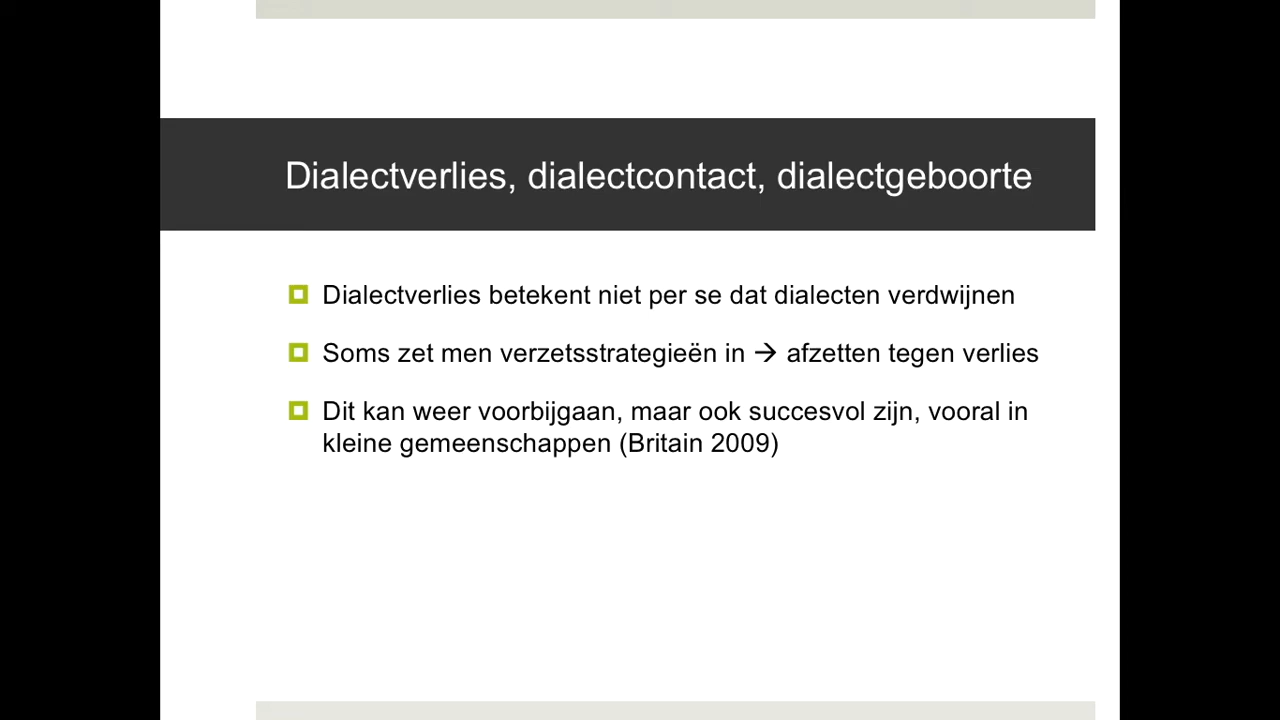 Dialectverlies, dialectcontact, dialectgeboorte
Dialectverlies betekent niet per se dat dialecten verdwijnen
Soms zet men verzetsstrategieën in → afzetten tegen verlies
Dit kan weer voorbijgaan, maar ook succesvol zijn, vooral in
kleine gemeenschappen (Britain 2009)